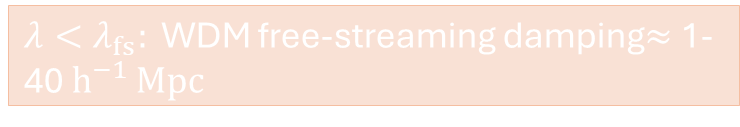 λ < λ_fs: WDM free-streaming damping≈ 1-
40 h⁻¹ Mpc